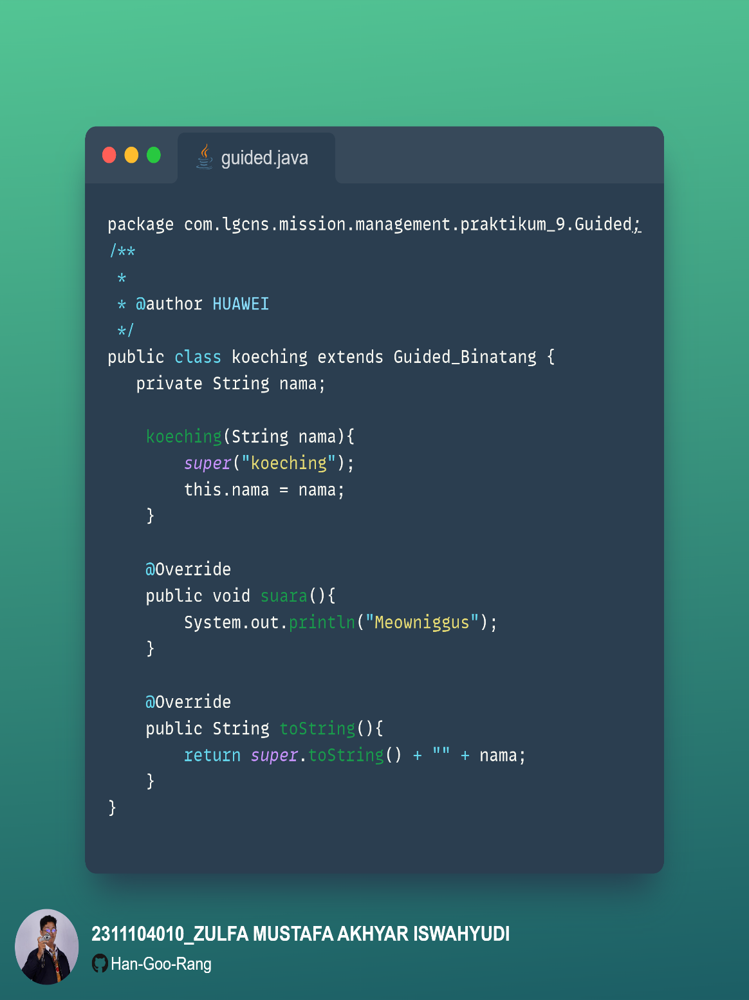 guided.java
package com.lgcns.mission.management.praktikum_9.Guided;
/**
 *
 * @author HUAWEI
 */
public class koeching extends Guided_Binatang {
   private String nama;

    koeching(String nama){
        super("koeching");
        this.nama = nama;
    }

    @Override
    public void suara(){
        System.out.println("Meowniggus");
    }

    @Override
    public String toString(){
        return super.toString() + "" + nama;
    }
}
2311104010_ZULFA MUSTAFA AKHYAR ISWAHYUDI
Han-Goo-Rang